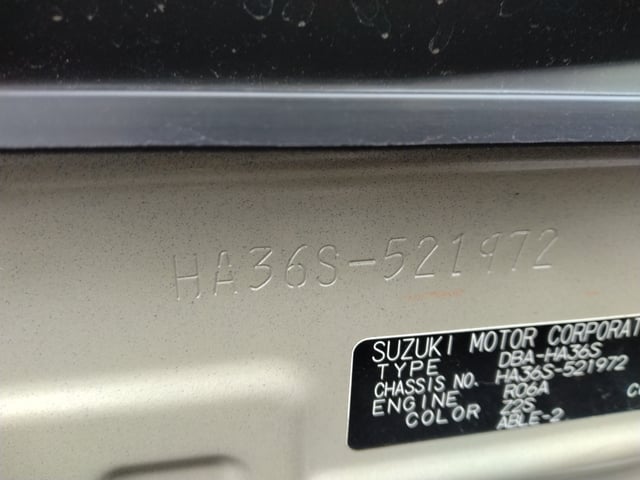 HA36S-521972
SUZUKI MOTOR CORPORAT
TYPE DBA-HA36S
CHASSIS NO. HA36S-521972
ENGINE R06A
COLOR Z2S
ABLE-2